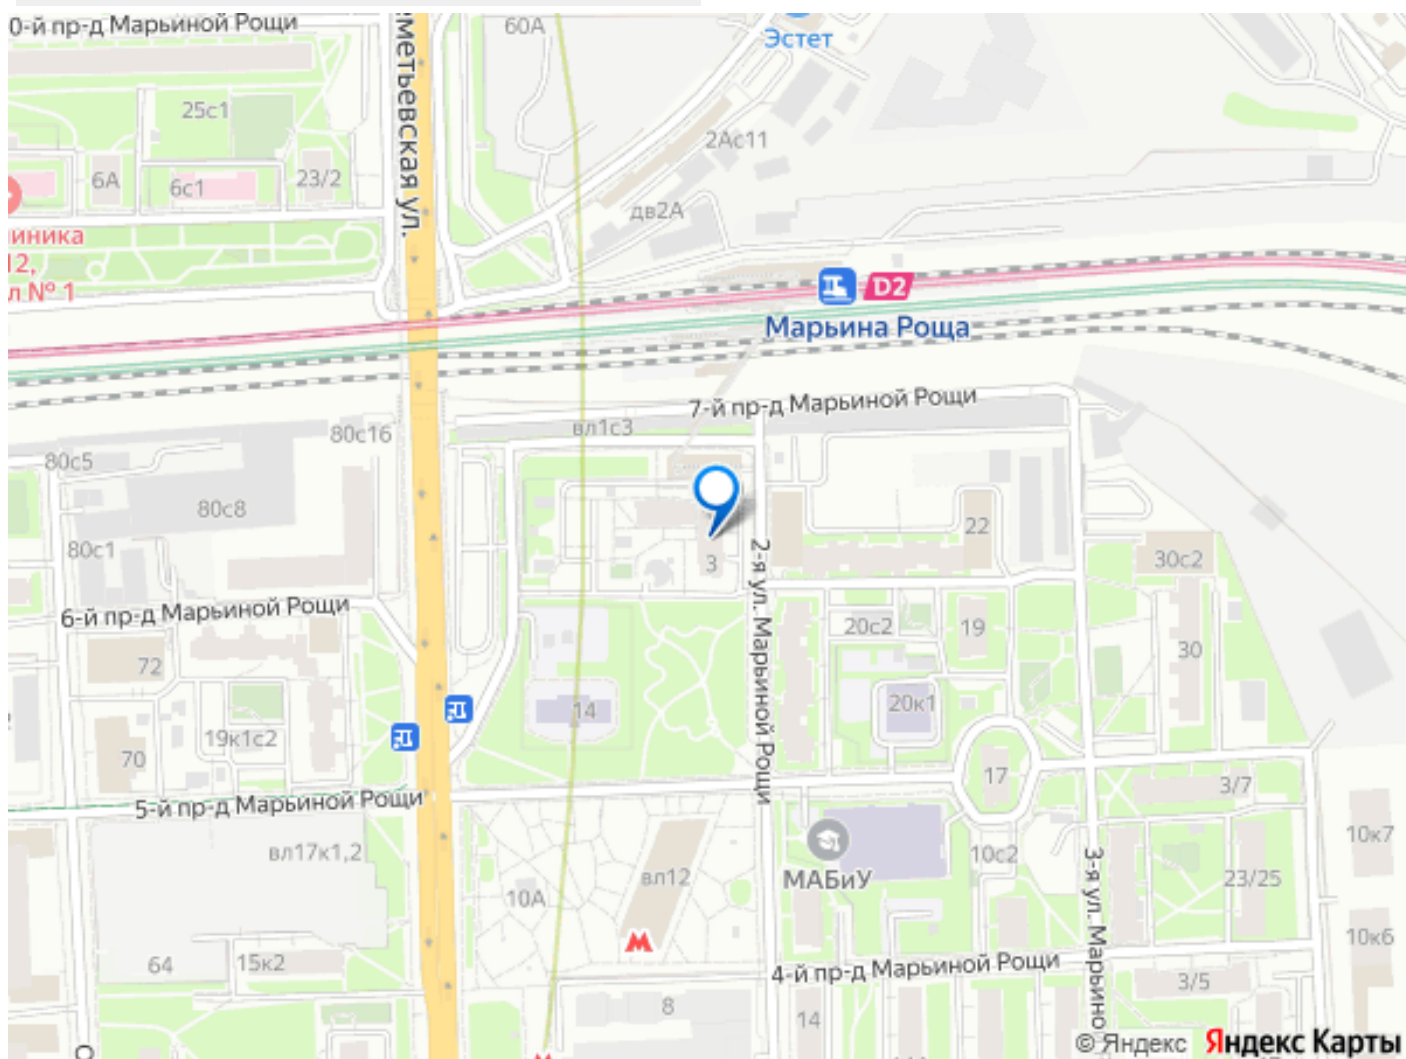 0-й пр-д Марьиной Рощи
60А
Эстет
метьевская ул.
25с1
2Ас11
6А
6с1
23/2
дв2А
иника
12,
л № 1
D2
Марьина Роща
7-й пр-д Марьиной Рощи
вл1с3
80с16
80с5
80с8
22
80с1
3
30с2
2-я ул. Марьиной Рощи
6-й пр-д Марьиной Рощи
20с2
19
30
72
20к1
14
19к1с2
70
17
3/7
5-й пр-д Марьиной Рощи
10к7
вл17к1,2
МАБиУ
10с2
3-я ул. Марьино
вл12
23/25
10А
10к6
64
15к2
4-й пр-д Марьиной Рощи
3/5
8
14
© Яндекс Яндекс Карты